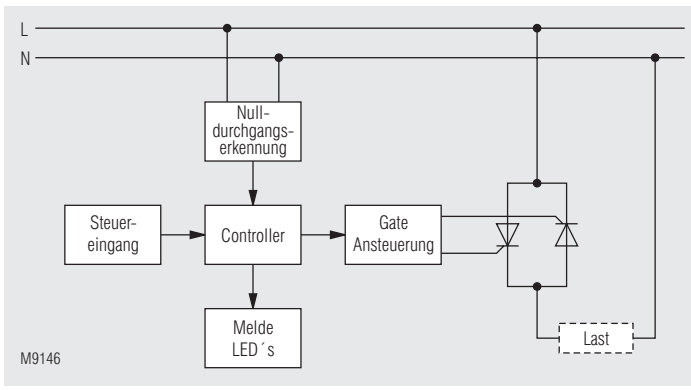 L
N
Null-
durchgangs-
erkennung
Steuer-
eingang
Controller
Gate
Ansteuerung
Melde
LED´s
Last
M9146